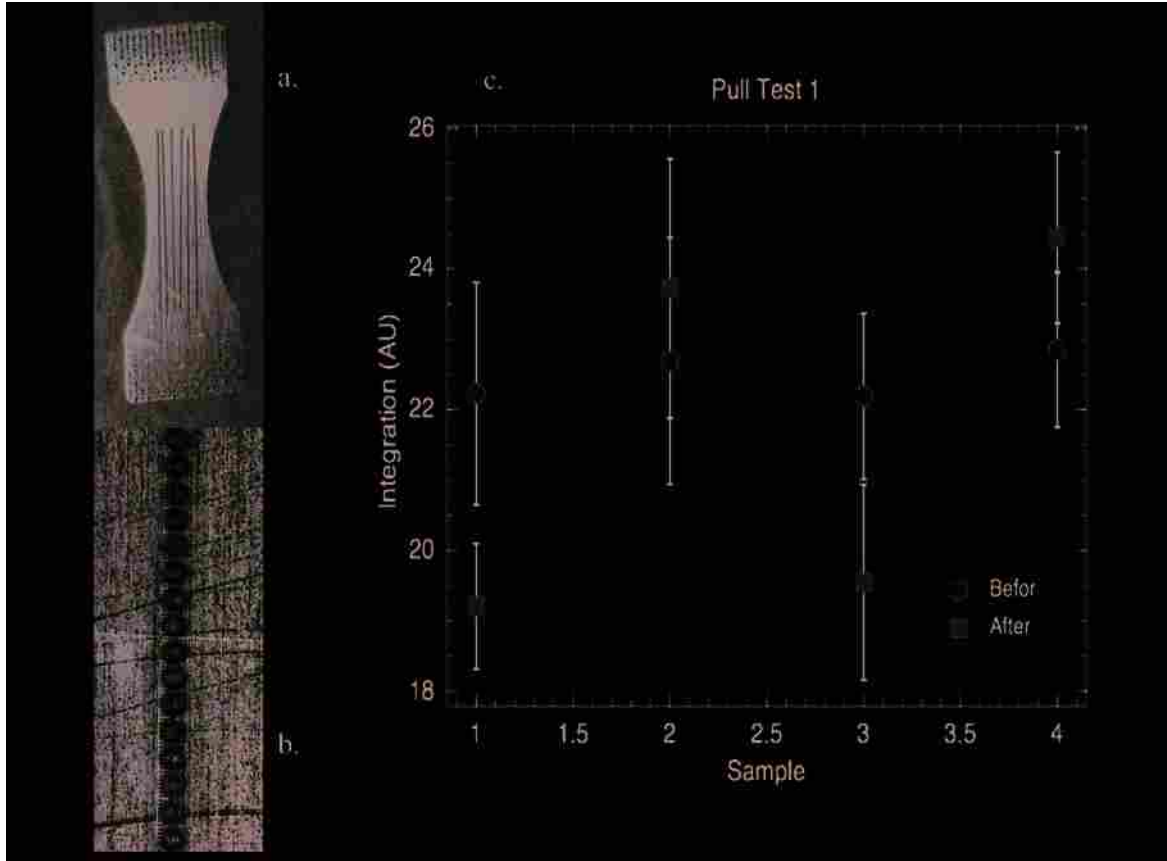 a.
b.
c.
Pull Test 1
Integration (AU)
26
24
22
20
18
1
1.5
2
2.5
3
3.5
4
Sample
Befor
After